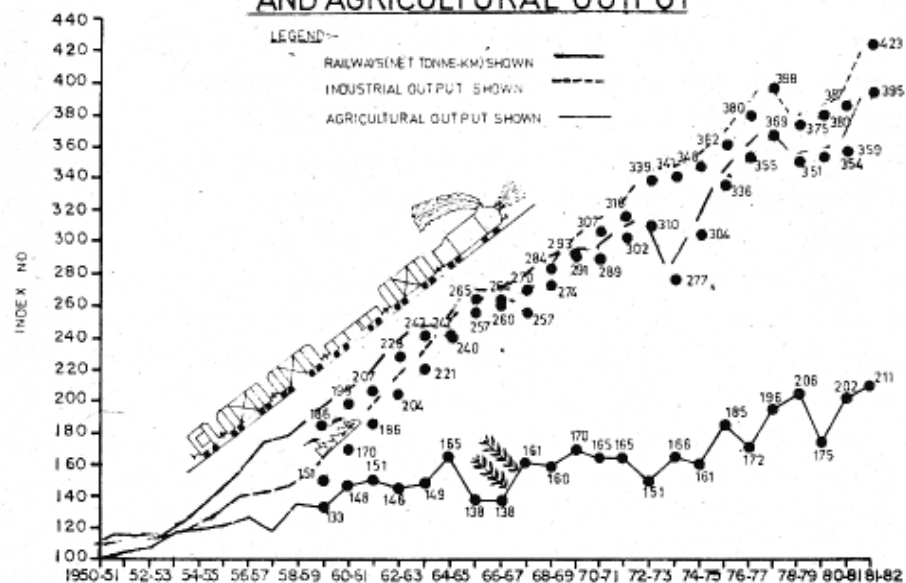 AND AGRICULTURAL OUTPUT
LEGEND:-
RAILWAYS(NET TONNE-KM)SHOWN
INDUSTRIAL OUTPUT SHOWN
AGRICULTURAL OUTPUT SHOWN
INDEX NO
440
420
400
380
360
340
320
300
280
260
240
220
200
180
160
140
120
100
186 199 207 229 242 265 270 284 293 307 316 339 341 348 362 380 398 375 380 387 423
151 170 186 204 221 240 257 260 257 274 291 289 302 310 277 304 336 355 369 351 354 359 395
133 148 151 146 149 165 138 138 161 160 170 165 165 151 166 161 185 172 196 206 175 202 211
1950-51 52-53 54-55 56-57 58-59 60-61 62-63 64-65 66-67 68-69 70-71 72-73 74-75 76-77 78-79 80-81 81-82